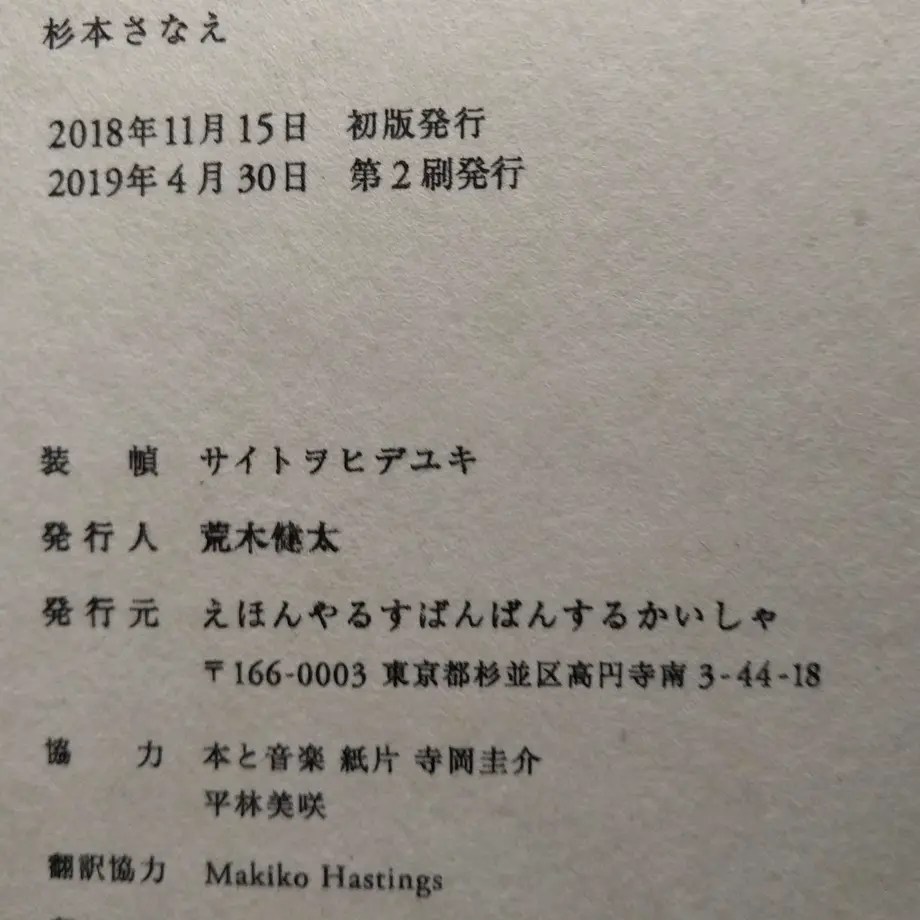 杉本さなえ
2018年11月15日 初版発行
2019年4月30日 第2刷発行
装幀 サイトヲヒデユキ
発行人 荒木健太
発行元 えほんやるすばんばんするかいしゃ
〒166-0003 東京都杉並区高円寺南3-44-18
協力 本と音楽 紙片 寺岡圭介
平林美咲
翻訳協力 Makiko Hastings